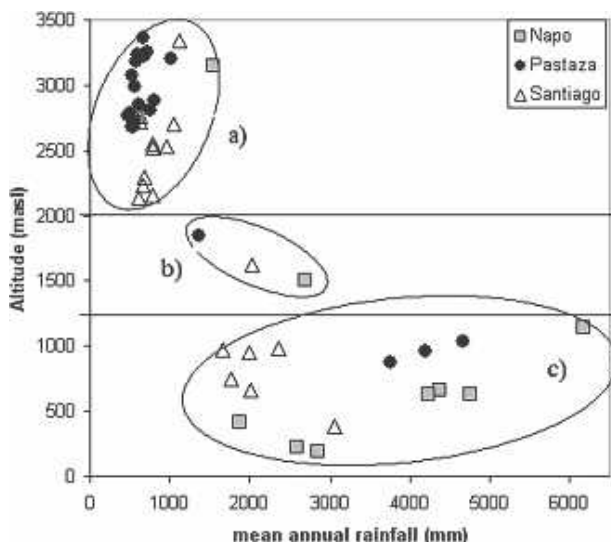 3500
3000
2500
2000
1500
1000
500
0
Altitude (masl)
Napo
Pastaza
Santiago
a)
b)
c)
0 1000 2000 3000 4000 5000 6000
mean annual rainfall (mm)